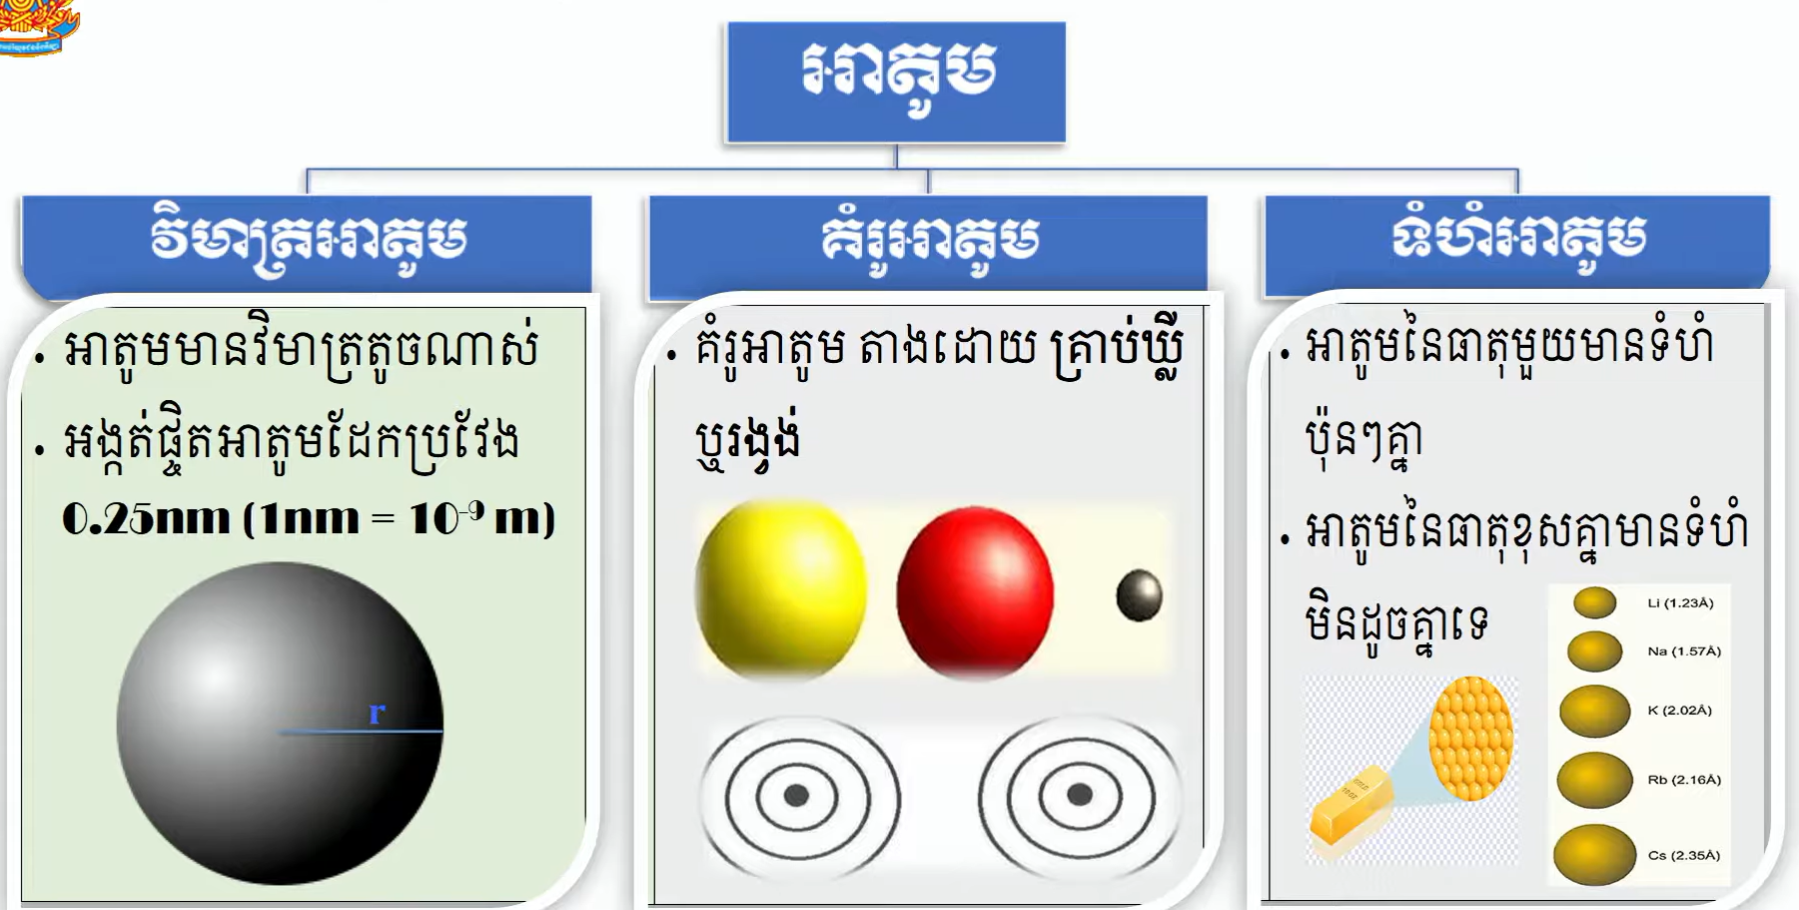 អាតូម
វិមាត្រអាតូម
អាតូមមានវិមាត្រតូចណាស់
អង្កត់ផ្ចិតអាតូមដែកប្រវែង
0.25nm (1nm = 10⁻⁹ m)
r
គំរូអាតូម
គំរូអាតូម តាងដោយ គ្រាប់ឃ្លី
ឬរង្វង់
ទំហំអាតូម
អាតូមនៃធាតុមួយមានទំហំ
ប៉ុនៗគ្នា
អាតូមនៃធាតុខុសគ្នាមានទំហំ
មិនដូចគ្នាទេ
Li (1.23Å)
Na (1.57Å)
K (2.02Å)
Rb (2.16Å)
Cs (2.35Å)